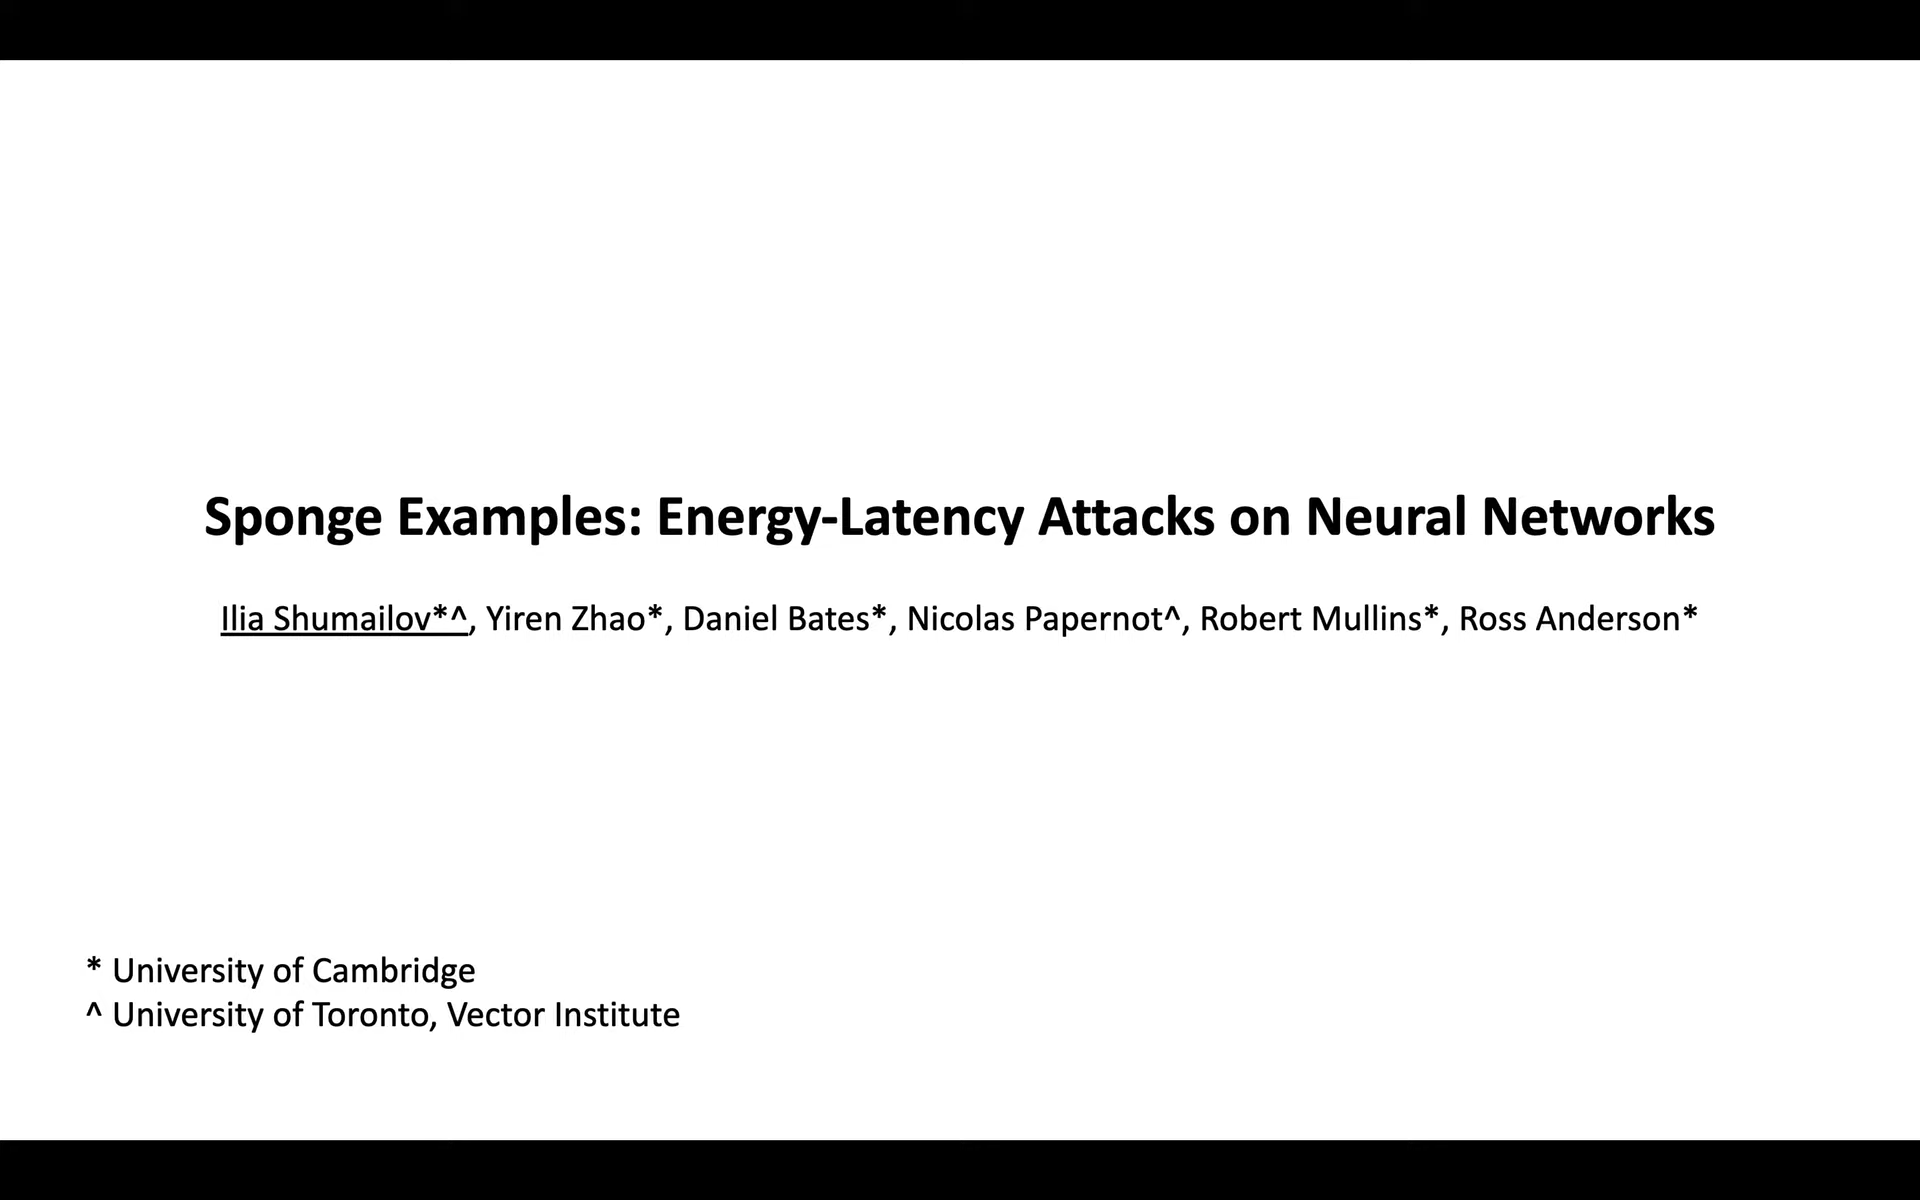 Sponge Examples: Energy-Latency Attacks on Neural Networks
Ilia Shumailov*^, Yiren Zhao*, Daniel Bates*, Nicolas Papernot^, Robert Mullins*, Ross Anderson*
* University of Cambridge
^ University of Toronto, Vector Institute